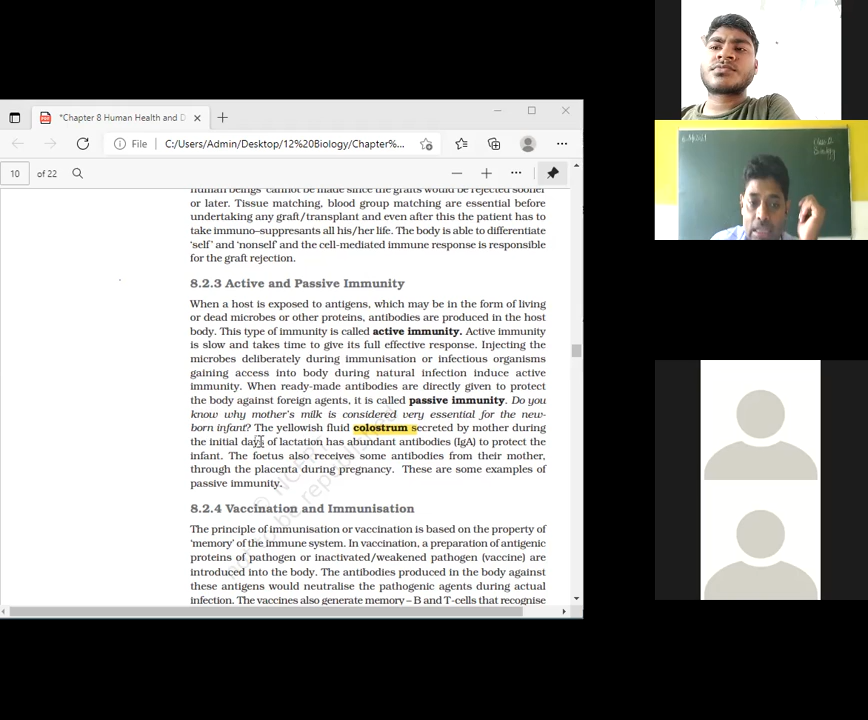 *Chapter 8 Human Health and D
File
C:/Users/Admin/Desktop/12%20Biology/Chapter%...
10 of 22
human beings cannot be made since the grafts would be rejected sooner
or later. Tissue matching, blood group matching are essential before
undertaking any graft/transplant and even after this the patient has to
take immuno–suppresants all his/her life. The body is able to differentiate
'self' and 'nonself' and the cell-mediated immune response is responsible
for the graft rejection.
8.2.3 Active and Passive Immunity
When a host is exposed to antigens, which may be in the form of living
or dead microbes or other proteins, antibodies are produced in the host
body. This type of immunity is called active immunity. Active immunity
is slow and takes time to give its full effective response. Injecting the
microbes deliberately during immunisation or infectious organisms
gaining access into body during natural infection induce active
immunity. When ready-made antibodies are directly given to protect
the body against foreign agents, it is called passive immunity. Do you
know why mother's milk is considered very essential for the new-
born infant? The yellowish fluid colostrum secreted by mother during
the initial days of lactation has abundant antibodies (IgA) to protect the
infant. The foetus also receives some antibodies from their mother,
through the placenta during pregnancy. These are some examples of
passive immunity.
8.2.4 Vaccination and Immunisation
The principle of immunisation or vaccination is based on the property of
'memory' of the immune system. In vaccination, a preparation of antigenic
proteins of pathogen or inactivated/weakened pathogen (vaccine) are
introduced into the body. The antibodies produced in the body against
these antigens would neutralise the pathogenic agents during actual
infection. The vaccines also generate memory – B and T-cells that recognise
Biology